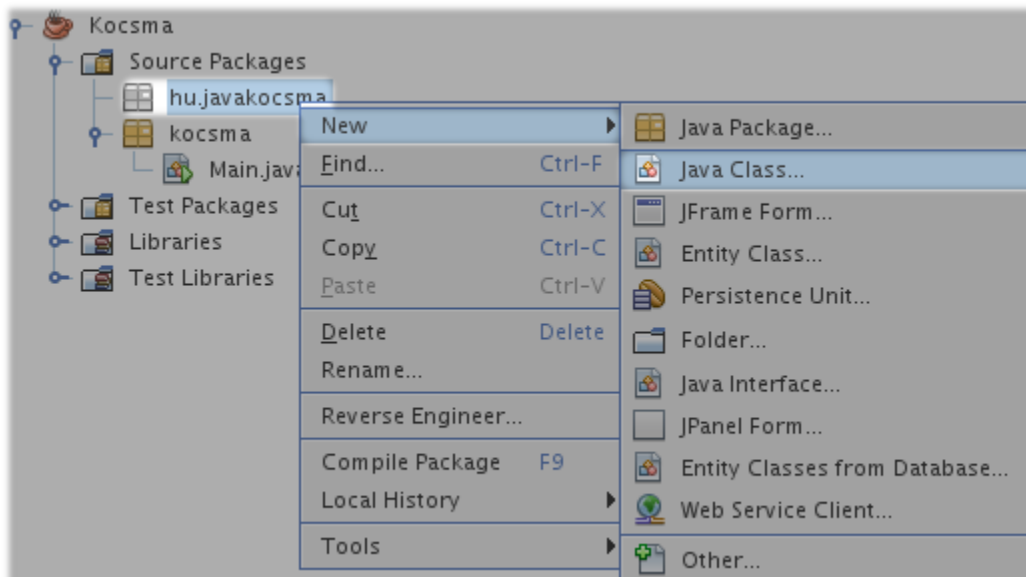 Kocsma
Source Packages
hu.javakocsma
kocsma
Main.java
Test Packages
Libraries
Test Libraries
New
Find... Ctrl-F
Cut Ctrl-X
Copy Ctrl-C
Paste Ctrl-V
Delete Delete
Rename...
Reverse Engineer...
Compile Package F9
Local History
Tools
Java Package...
Java Class...
JFrame Form...
Entity Class...
Persistence Unit...
Folder...
Java Interface...
JPanel Form...
Entity Classes from Database...
Web Service Client...
Other...